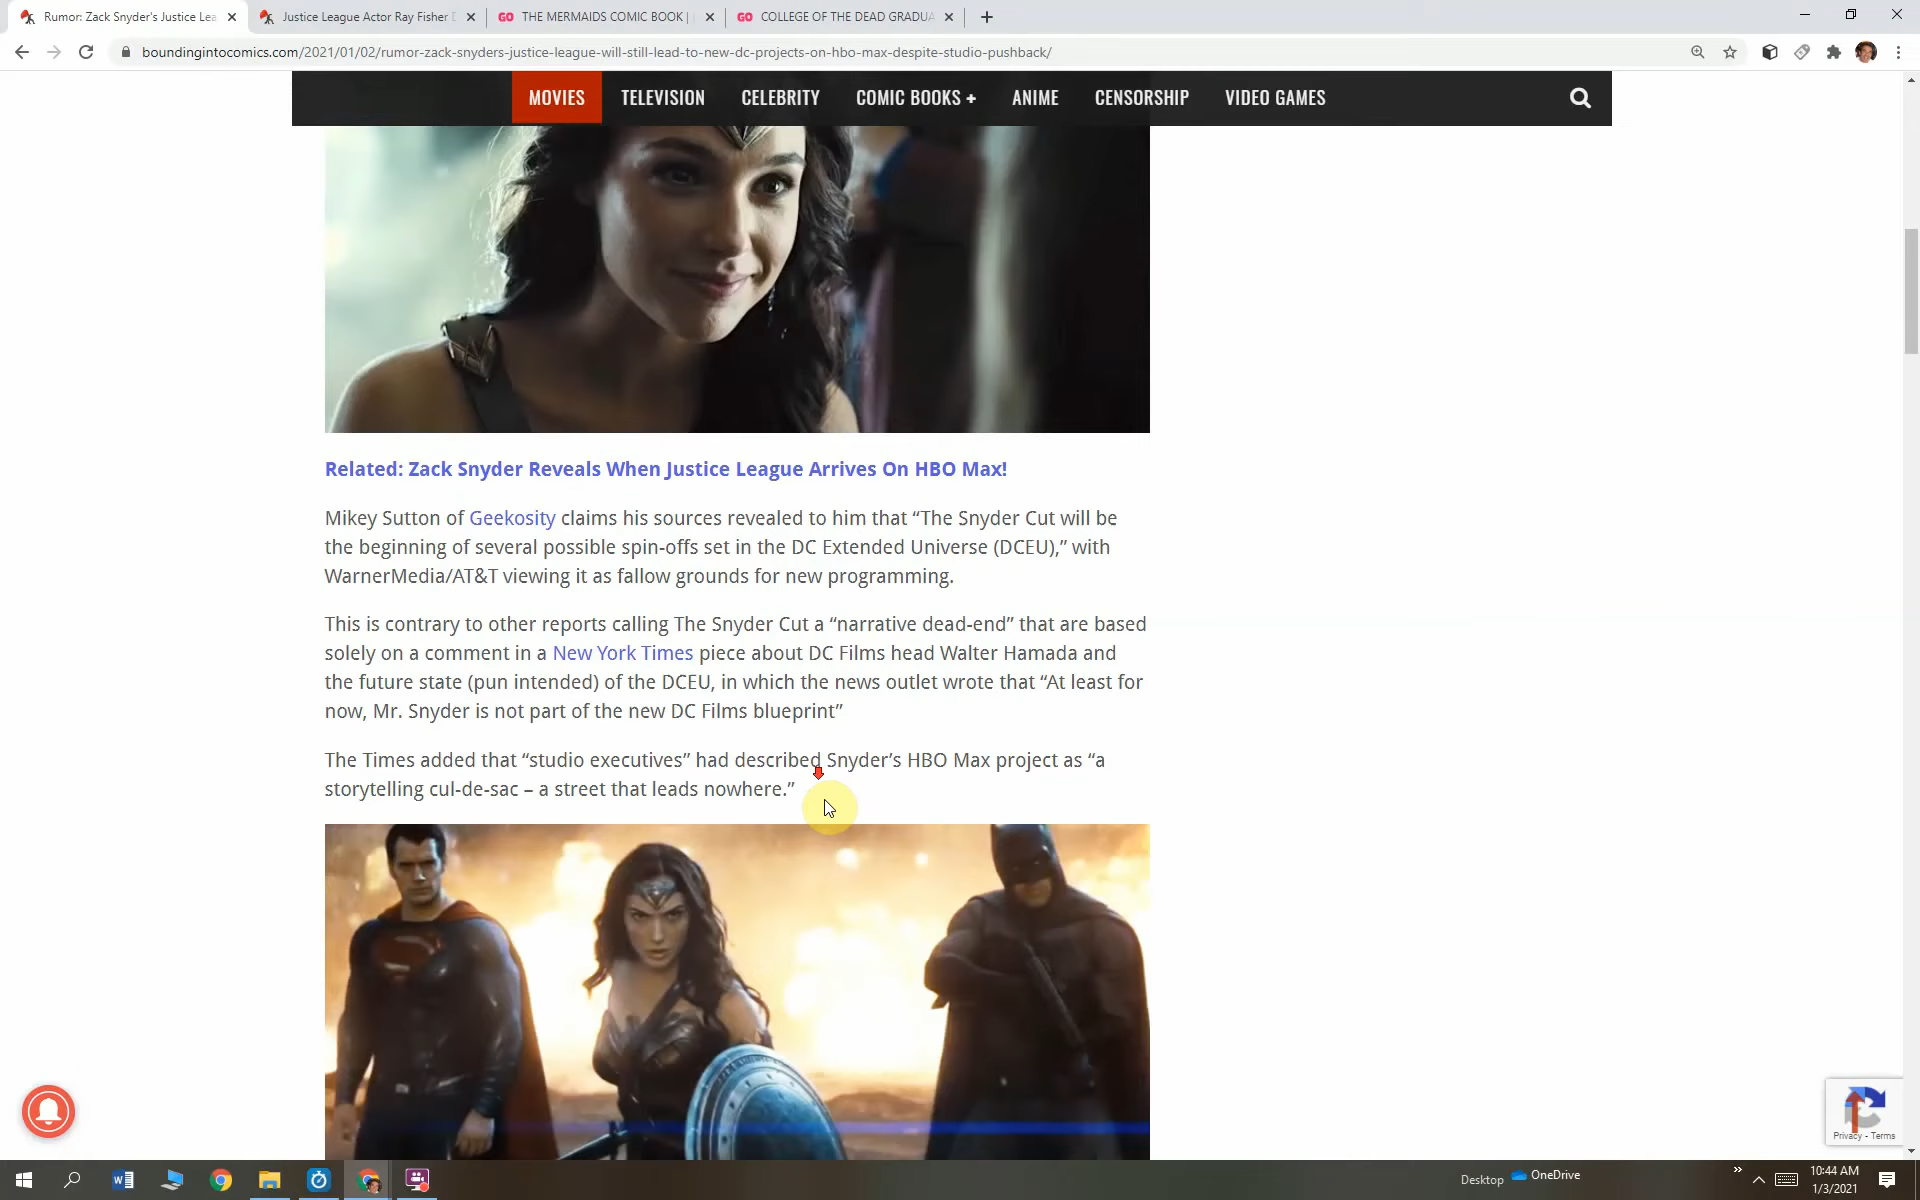 Rumor: Zack Snyder's Justice Lea
Justice League Actor Ray Fisher D
GO THE MERMAIDS COMIC BOOK |
GO COLLEGE OF THE DEAD GRADUA
boundingintocomics.com/2021/01/02/rumor-zack-snyders-justice-league-will-still-lead-to-new-dc-projects-on-hbo-max-despite-studio-pushback/
MOVIES TELEVISION CELEBRITY COMIC BOOKS + ANIME CENSORSHIP VIDEO GAMES
Related: Zack Snyder Reveals When Justice League Arrives On HBO Max!
Mikey Sutton of Geekosity claims his sources revealed to him that “The Snyder Cut will be
the beginning of several possible spin-offs set in the DC Extended Universe (DCEU),” with
WarnerMedia/AT&T viewing it as fallow grounds for new programming.
This is contrary to other reports calling The Snyder Cut a “narrative dead-end” that are based
solely on a comment in a New York Times piece about DC Films head Walter Hamada and
the future state (pun intended) of the DCEU, in which the news outlet wrote that “At least for
now, Mr. Snyder is not part of the new DC Films blueprint”
The Times added that “studio executives” had described Snyder’s HBO Max project as “a
storytelling cul-de-sac – a street that leads nowhere.”
Privacy - Terms
Desktop
OneDrive
10:44 AM
1/3/2021